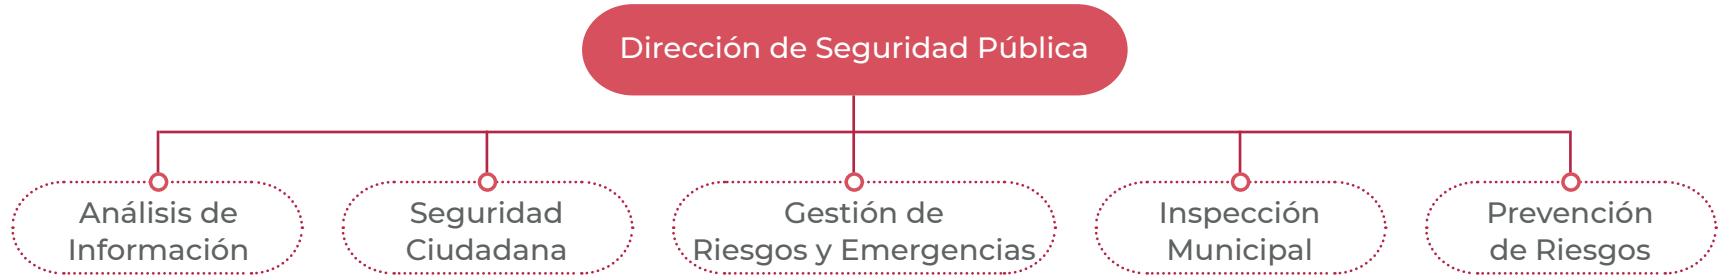 Dirección de Seguridad Pública
Análisis de
Información
Seguridad
Ciudadana
Gestión de
Riesgos y Emergencias
Inspección
Municipal
Prevención
de Riesgos